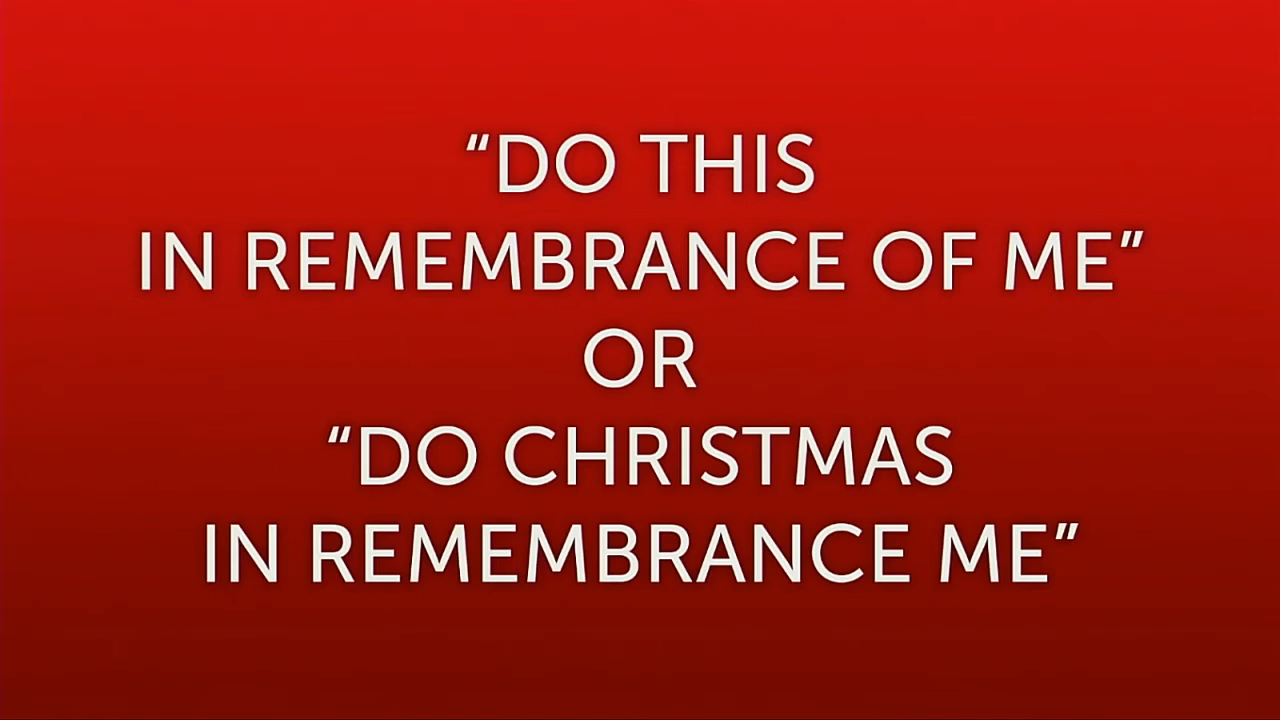 “DO THIS
IN REMEMBRANCE OF ME”
OR
“DO CHRISTMAS
IN REMEMBRANCE ME”